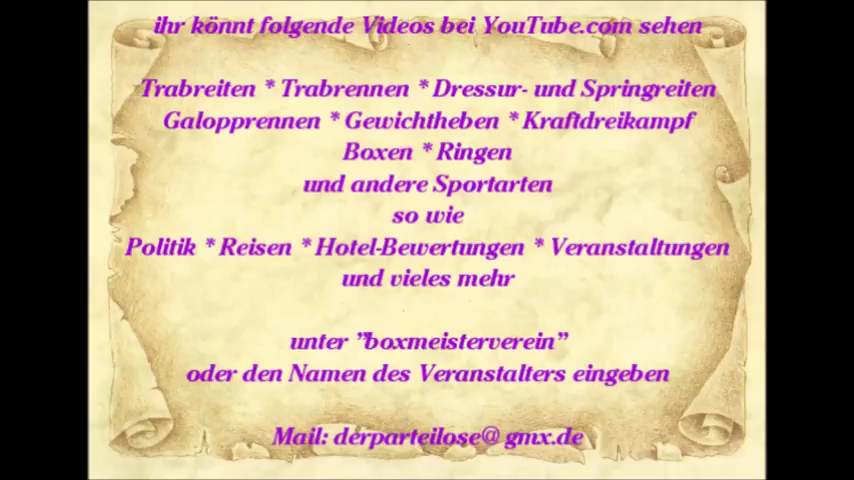 ihr könnt folgende Videos bei YouTube.com sehen
Trabreiten * Trabrennen * Dressur- und Springreiten
Galopprennen * Gewichtheben * Kraftdreikampf
Boxen * Ringen
und andere Sportarten
so wie
Politik * Reisen * Hotel-Bewertungen * Veranstaltungen
und vieles mehr
unter "boxmeisterverein"
oder den Namen des Veranstalters eingeben
Mail: derparteilose@gmx.de